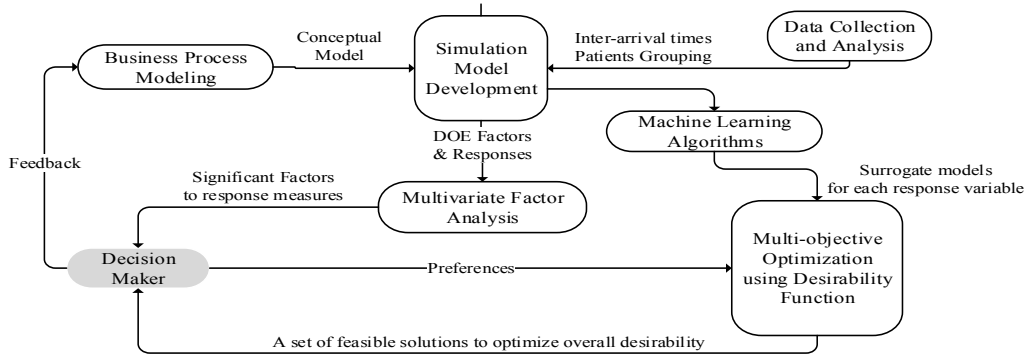 Business Process
Modeling
Conceptual
Model
Simulation
Model
Development
Inter-arrival times
Patients Grouping
Data Collection
and Analysis
Machine Learning
Algorithms
DOE Factors
& Responses
Feedback
Significant Factors
to response measures
Multivariate Factor
Analysis
Surrogate models
for each response variable
Decision
Maker
Preferences
Multi-objective
Optimization
using Desirability
Function
A set of feasible solutions to optimize overall desirability